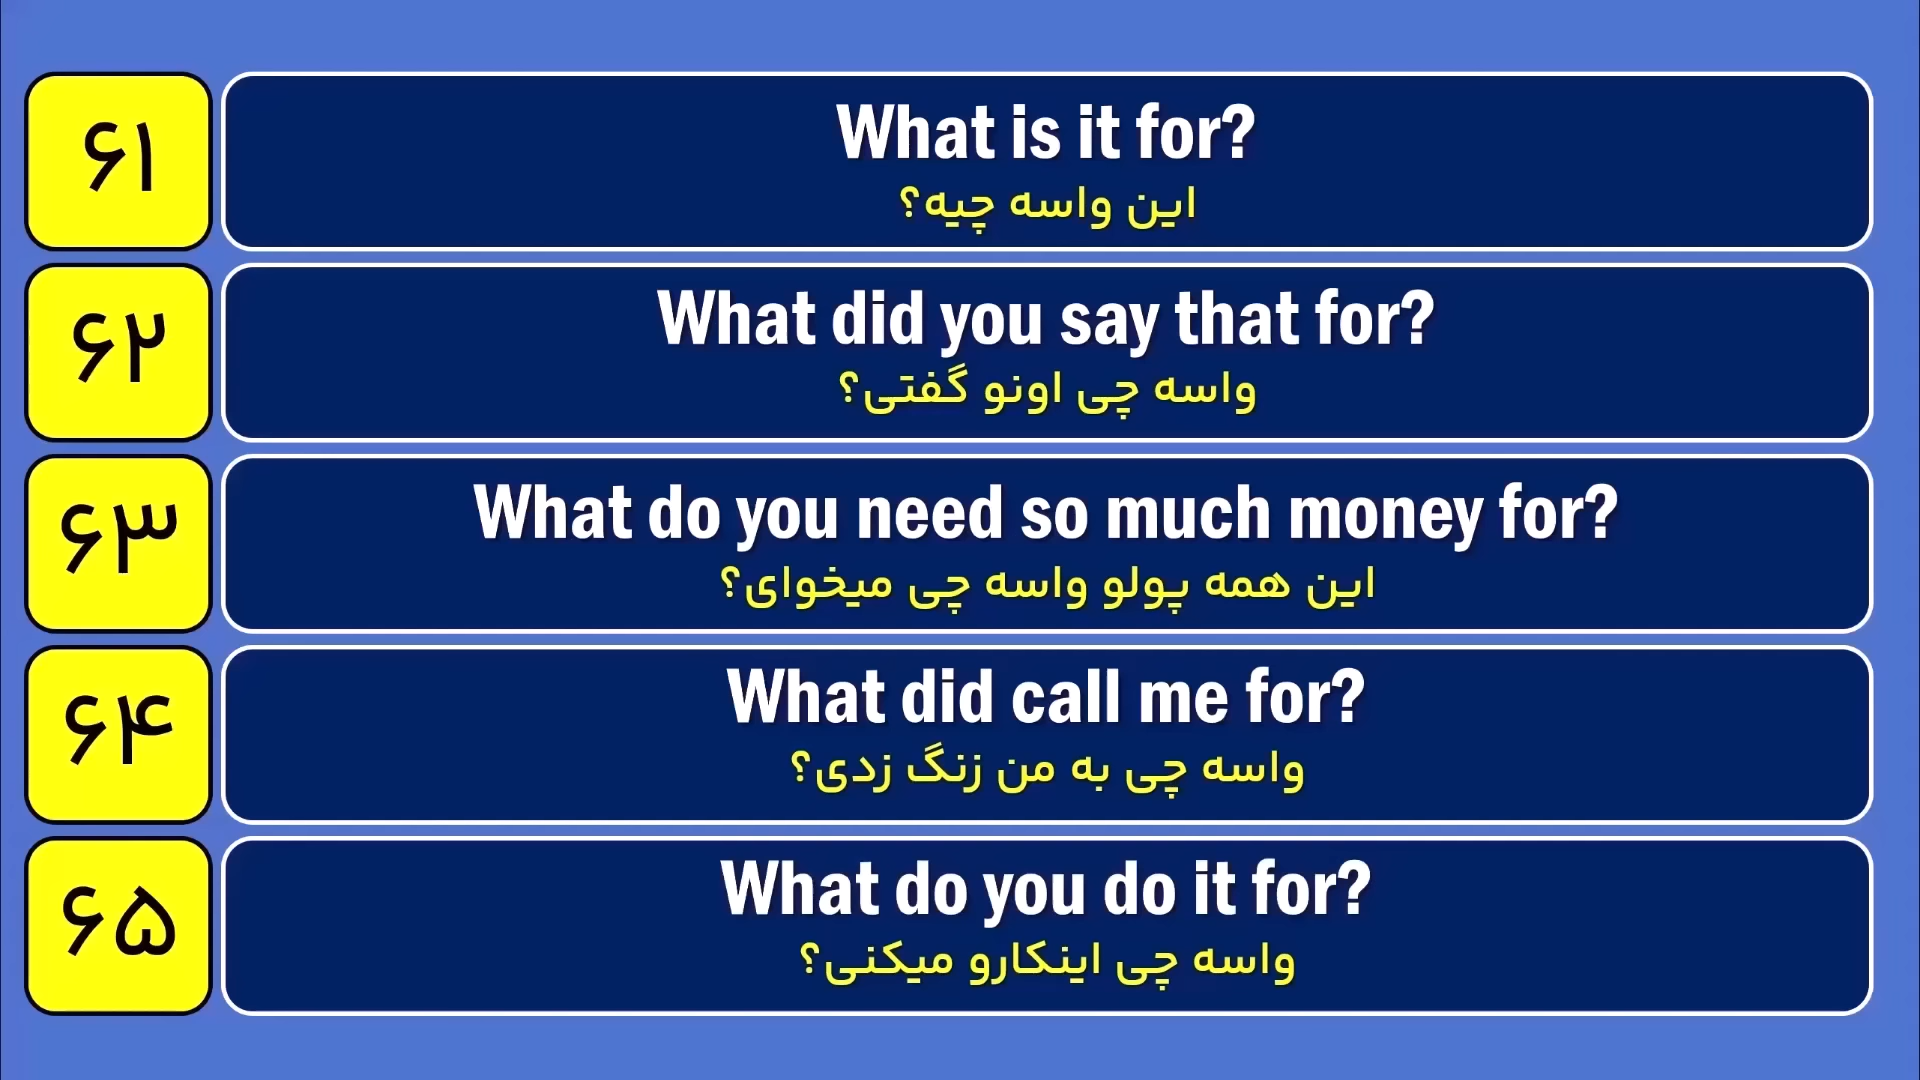 ۶۱
What is it for?
این واسه چیه؟
۶۲
What did you say that for?
واسه چی اونو گفتی؟
۶۳
What do you need so much money for?
این همه پولو واسه چی میخوای؟
۶۴
What did call me for?
واسه چی به من زنگ زدی؟
۶۵
What do you do it for?
واسه چی اینکارو میکنی؟